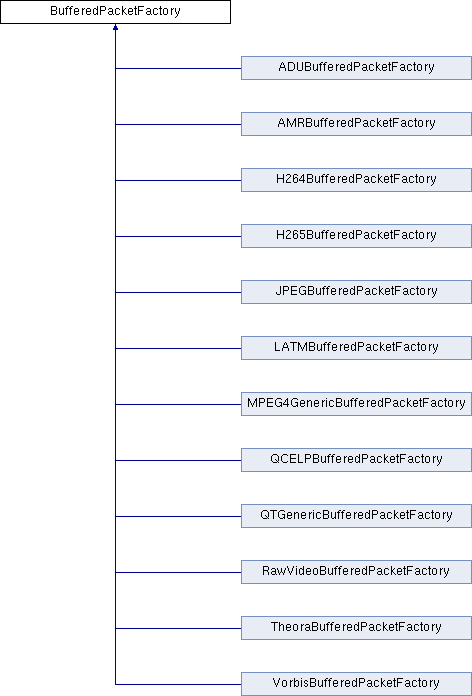 BufferedPacketFactory
ADUBufferedPacketFactory
AMRBufferedPacketFactory
H264BufferedPacketFactory
H265BufferedPacketFactory
JPEGBufferedPacketFactory
LATMBufferedPacketFactory
MPEG4GenericBufferedPacketFactory
QCELPBufferedPacketFactory
QTGenericBufferedPacketFactory
RawVideoBufferedPacketFactory
TheoraBufferedPacketFactory
VorbisBufferedPacketFactory